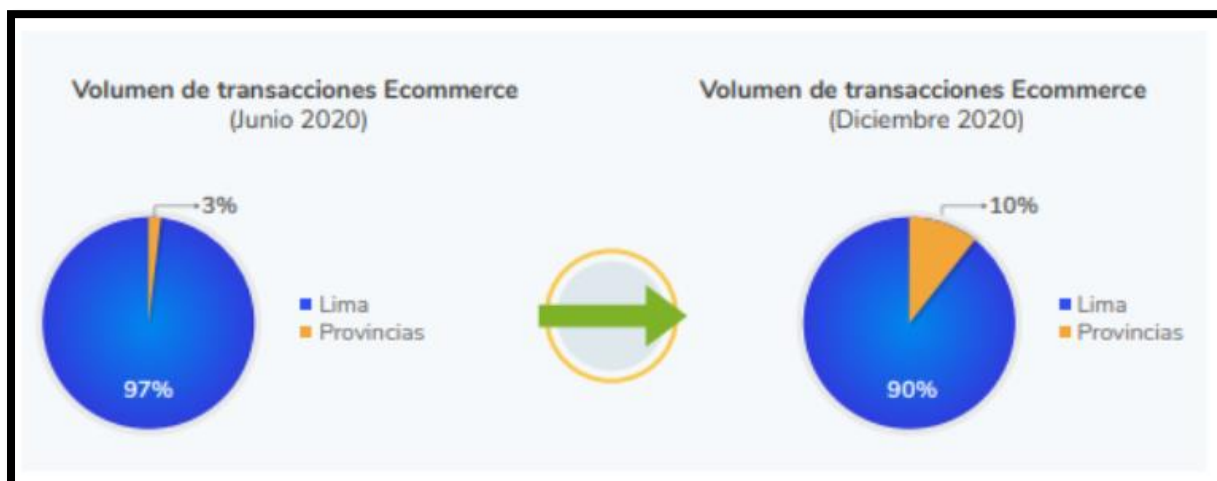 Volumen de transacciones Ecommerce
(Junio 2020)
3%
97%
Lima
Provincias
Volumen de transacciones Ecommerce
(Diciembre 2020)
10%
90%
Lima
Provincias